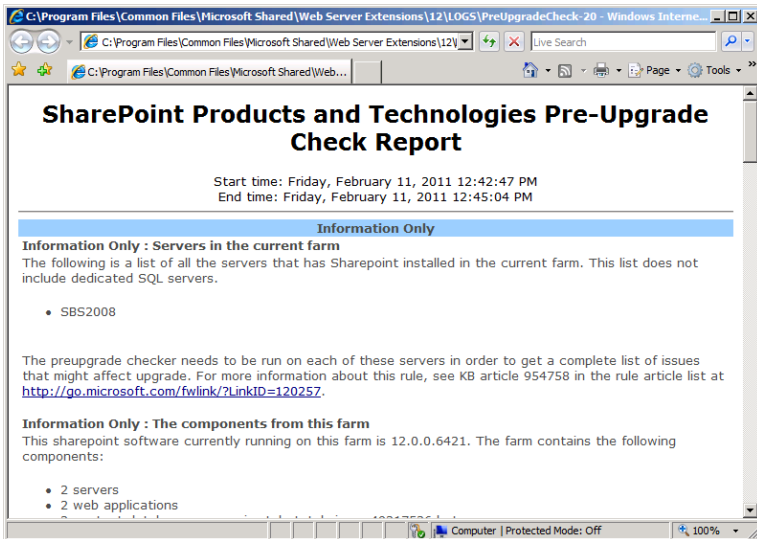 C:\Program Files\Common Files\Microsoft Shared\Web Server Extensions\12\LOGS\PreUpgradeCheck-20 - Windows Interne...
C:\Program Files\Common Files\Microsoft Shared\Web Server Extensions\12\
Live Search
C:\Program Files\Common Files\Microsoft Shared\Web...
Page
Tools
SharePoint Products and Technologies Pre-Upgrade
Check Report
Start time: Friday, February 11, 2011 12:42:47 PM
End time: Friday, February 11, 2011 12:45:04 PM
Information Only
Information Only : Servers in the current farm
The following is a list of all the servers that has Sharepoint installed in the current farm. This list does not
include dedicated SQL servers.
• SBS2008
The preupgrade checker needs to be run on each of these servers in order to get a complete list of issues
that might affect upgrade. For more information about this rule, see KB article 954758 in the rule article list at
http://go.microsoft.com/fwlink/?LinkID=120257.
Information Only : The components from this farm
This sharepoint software currently running on this farm is 12.0.0.6421. The farm contains the following
components:
• 2 servers
• 2 web applications
Computer | Protected Mode: Off
100%